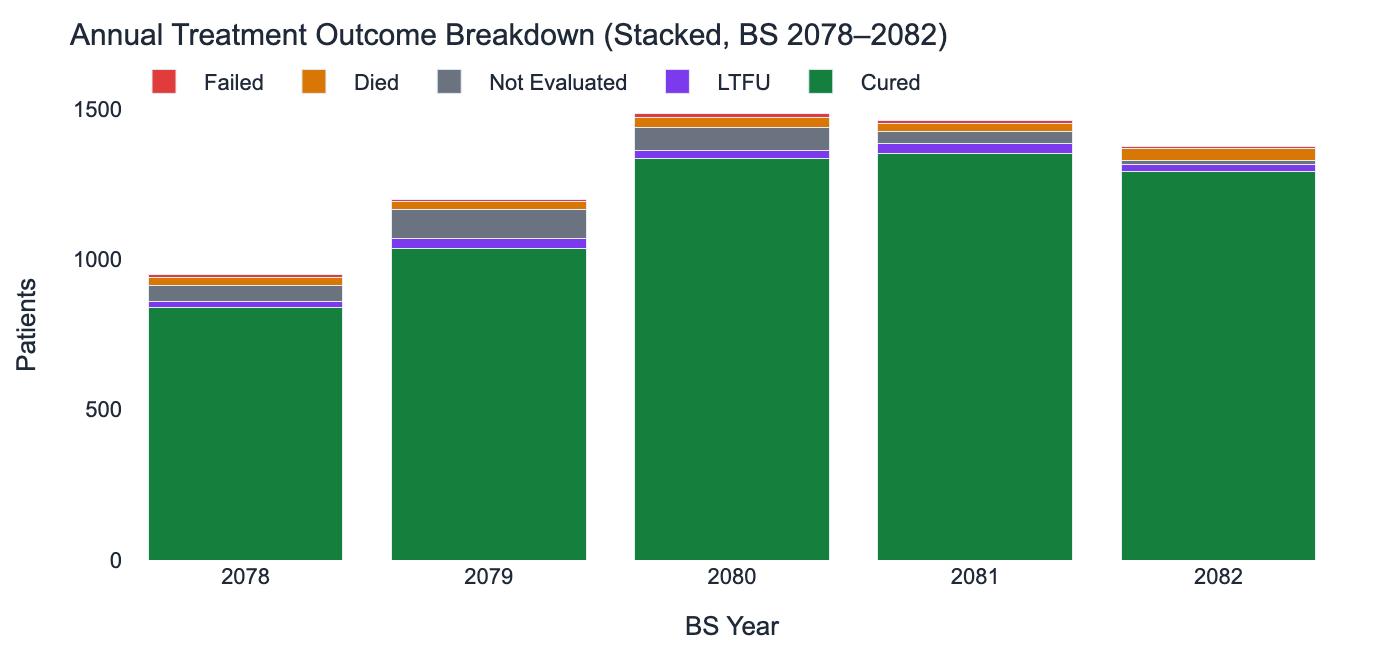 Annual Treatment Outcome Breakdown (Stacked, BS 2078–2082)
Failed Died Not Evaluated LTFU Cured
1500
1000
500
0
Patients
2078 2079 2080 2081 2082
BS Year